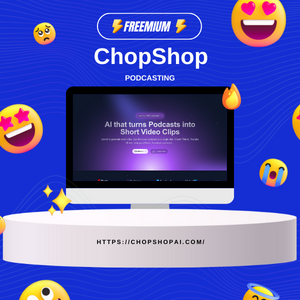 FREEMIUM
ChopShop
PODCASTING
AI that turns Podcasts into
Short Video Clips
HTTPS://CHOPSHOPAI.COM/